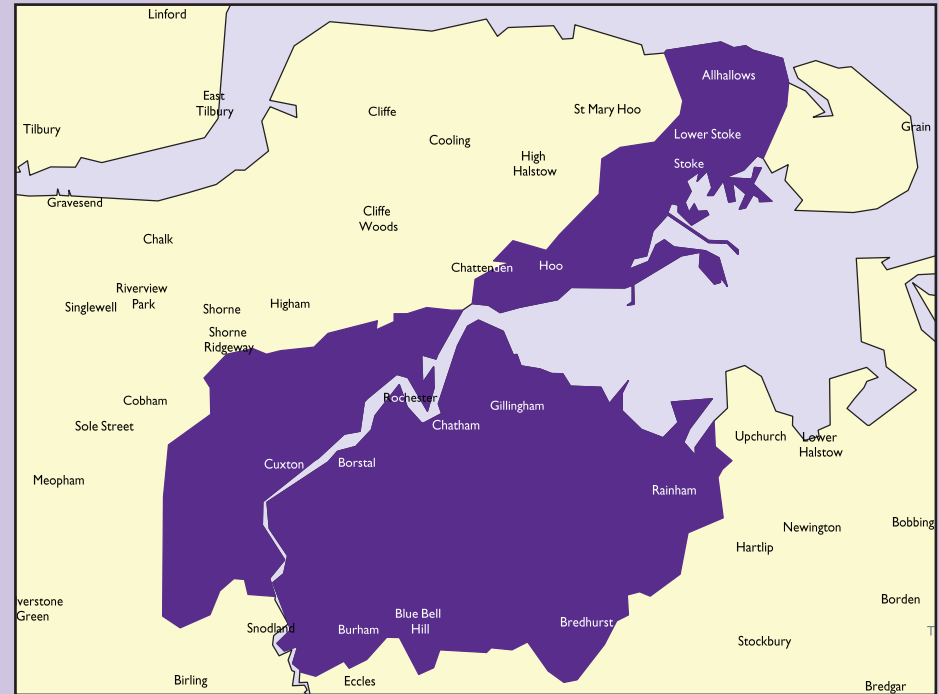 Linford
East
Tilbury
Tilbury
Gravesend
Cliffe
Cooling
St Mary Hoo
High
Halstow
Allhallows
Lower Stoke
Stoke
Grain
Cliffe
Woods
Chalk
Chattenden
Hoo
Riverview
Park
Singlewell
Shorne
Higham
Shorne
Ridgeway
Cobham
Sole Street
Rochester
Gillingham
Chatham
Upchurch
Lower
Halstow
Meopham
Cuxton
Borstal
Rainham
Newington
Bobbing
Hartlip
verstone
Green
Snodland
Burham
Blue Bell
Hill
Bredhurst
Borden
T
Stockbury
Birling
Eccles
Bredgar